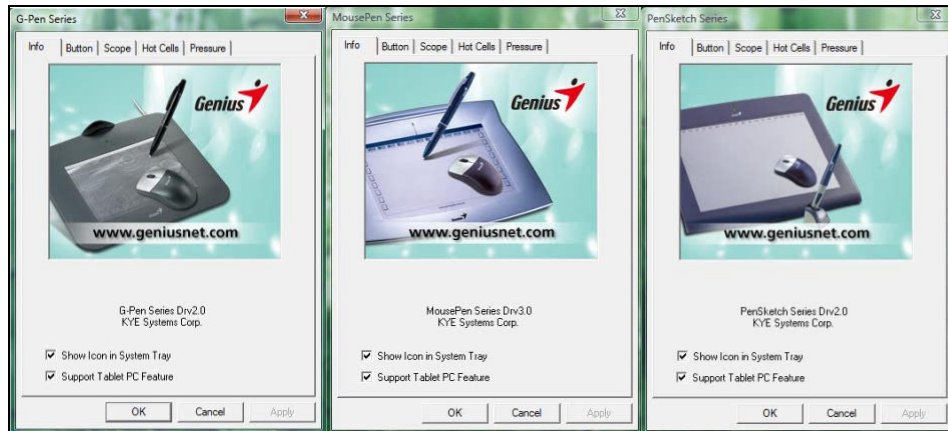 G-Pen Series
Info Button Scope Hot Cells Pressure
Genius
www.geniusnet.com
G-Pen Series Drv2.0
KYE Systems Corp.
Show Icon in System Tray
Support Tablet PC Feature
OK Cancel Apply
MousePen Series
Info Button Scope Hot Cells Pressure
Genius
www.geniusnet.com
MousePen Series Drv3.0
KYE Systems Corp.
Show Icon in System Tray
Support Tablet PC Feature
OK Cancel Apply
PenSketch Series
Info Button Scope Hot Cells Pressure
Genius
www.geniusnet.com
PenSketch Series Drv2.0
KYE Systems Corp.
Show Icon in System Tray
Support Tablet PC Feature
OK Cancel Apply